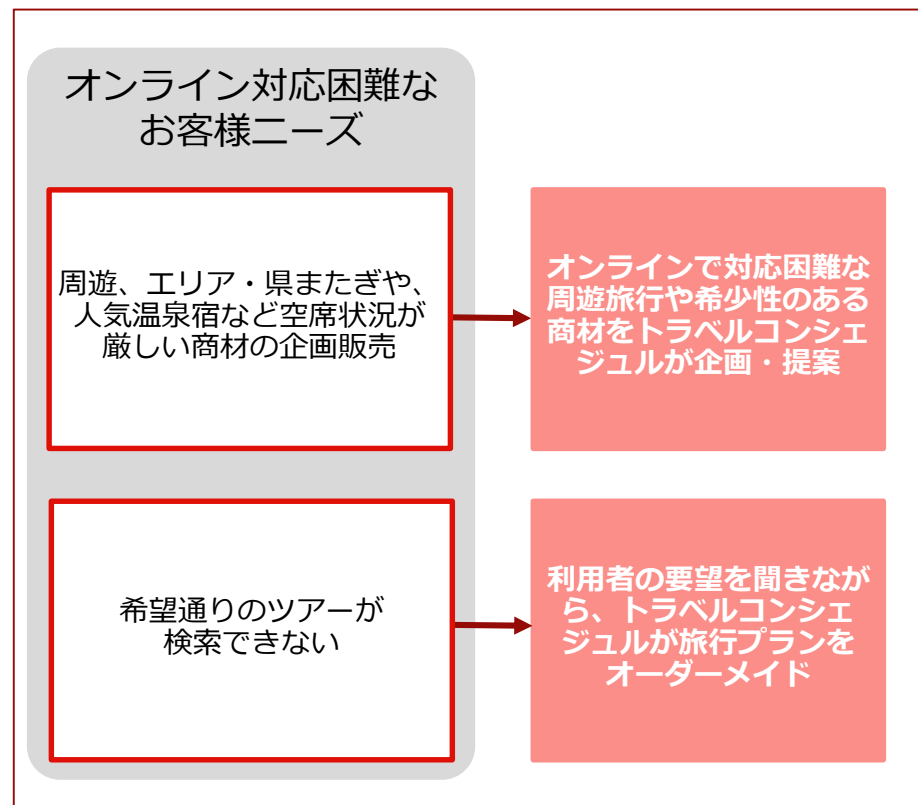 オンライン対応困難な
お客様ニーズ
周遊、エリア・県またぎや、
人気温泉宿など空席状況が
厳しい商材の企画販売
オンラインで対応困難な
周遊旅行や希少性のある
商材をトラベルコンシェ
ジュルが企画・提案
希望通りのツアーが
検索できない
利用者の要望を聞きなが
ら、トラベルコンシェ
ジュルが旅行プランを
オーダーメイド